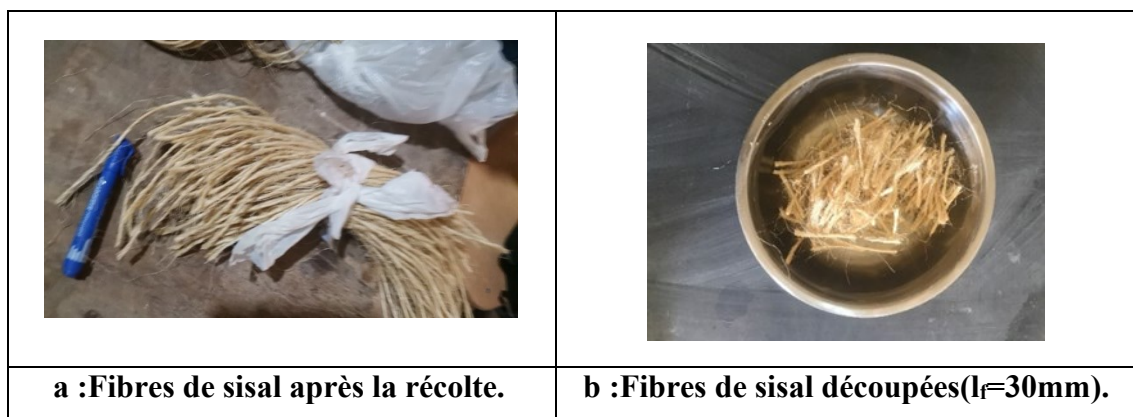 a :Fibres de sisal après la récolte.
b :Fibres de sisal découpées(lf=30mm).